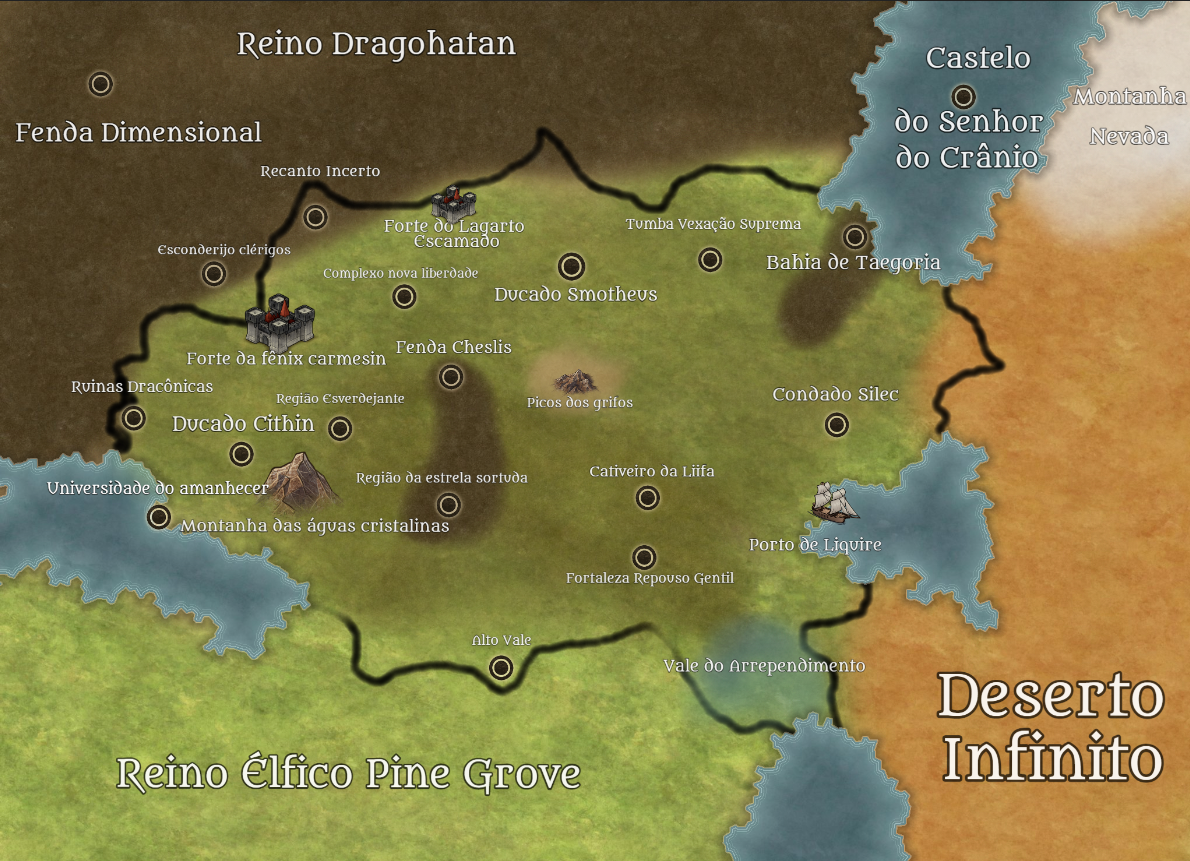 Reino Dragohatan
Castelo
do Senhor
do Crânio
Montanha
Nevada
Fenda Dimensional
Recanto Incerto
Forte do Lagarto
Escamado
Tumba Vexação Suprema
Esconderijo clérigos
Complexo nova liberdade
Ducado Smotheus
Bahia de Taegoria
Forte da fênix carmesin
Fenda Cheslis
Ruinas Dracônicas
Região Esverdejante
Picos dos grifos
Condado Silec
Ducado Cithin
Região da estrela sortuda
Cativeiro da Liifa
Universidade do amanhecer
Montanha das águas cristalinas
Porto de Liquire
Fortaleza Repouso Gentil
Alto Vale
Vale do Arrependimento
Deserto
Infinito
Reino Élfico Pine Grove